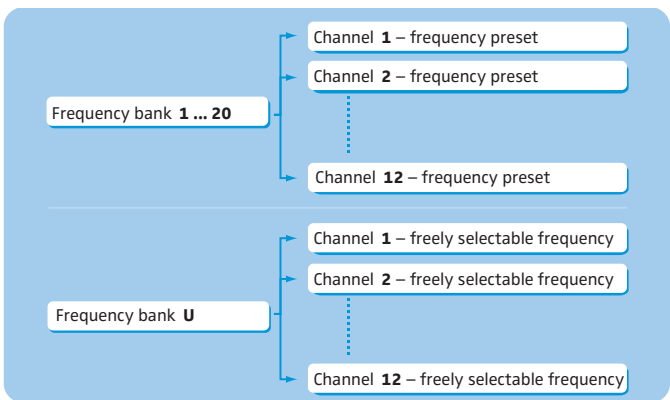 Channel 1 – frequency preset
Channel 2 – frequency preset
Frequency bank 1 ... 20
Channel 12 – frequency preset
Channel 1 – freely selectable frequency
Channel 2 – freely selectable frequency
Frequency bank U
Channel 12 – freely selectable frequency